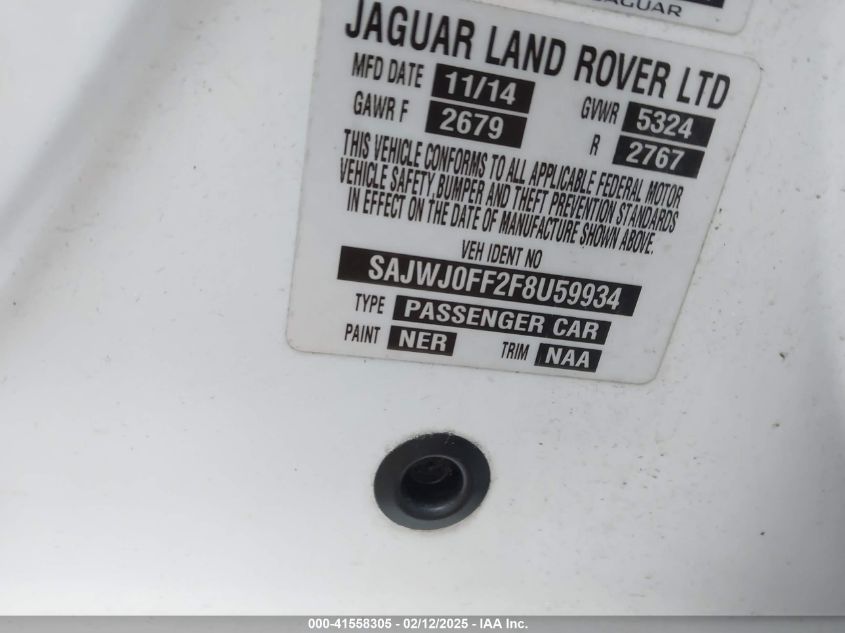 JAGUAR
JAGUAR LAND ROVER LTD
MFD DATE 11/14 GVWR 5324
GAWR F 2679 R 2767
THIS VEHICLE CONFORMS TO ALL APPLICABLE FEDERAL MOTOR
VEHICLE SAFETY, BUMPER AND THEFT PREVENTION STANDARDS
IN EFFECT ON THE DATE OF MANUFACTURE SHOWN ABOVE.
VEH IDENT NO
SAJWJ0FF2F8U59934
TYPE PASSENGER CAR
PAINT NER TRIM NAA
000-41558305 - 02/12/2025 - IAA Inc.